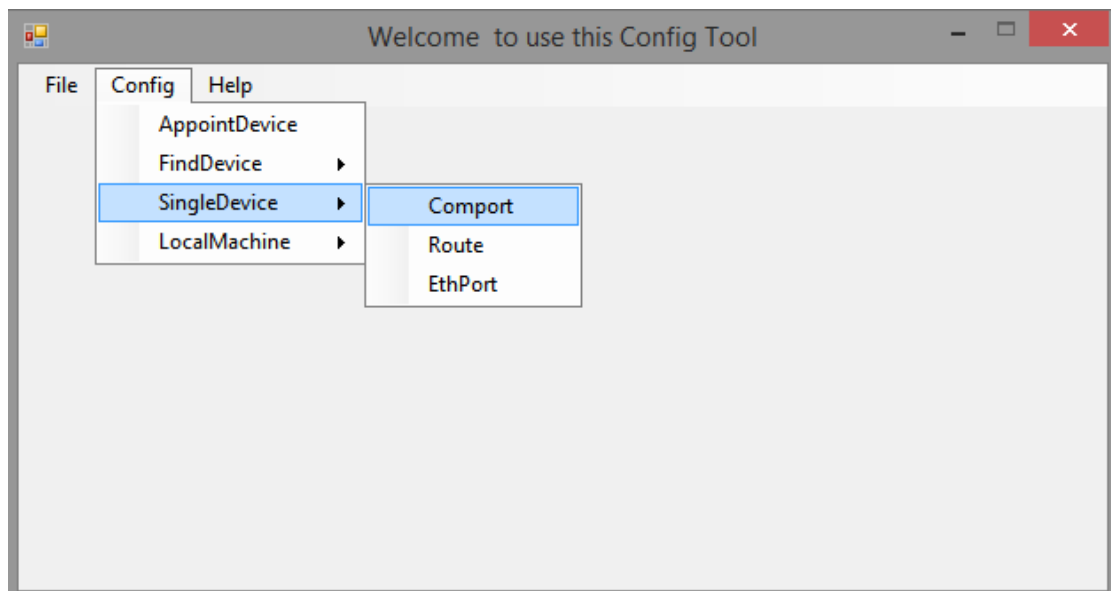 Welcome  to use this Config Tool
File Config Help
AppointDevice
FindDevice
SingleDevice
LocalMachine
Comport
Route
EthPort